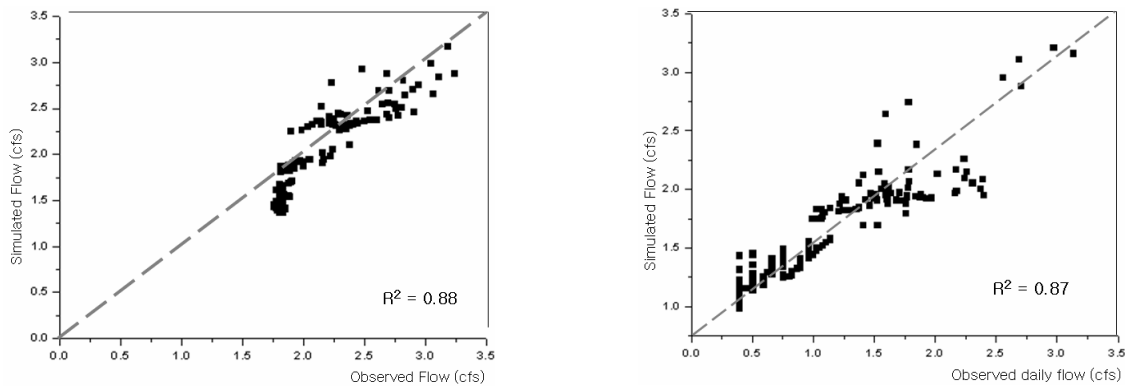 3.5
3.0
2.5
2.0
1.5
1.0
0.5
0.0
Simulated Flow (cfs)
R² = 0.88
0.0 0.5 1.0 1.5 2.0 2.5 3.0 3.5
Observed Flow (cfs)
3.5
3.0
2.5
2.0
1.5
1.0
Simulated Flow (cfs)
R² = 0.87
0.0 0.5 1.0 1.5 2.0 2.5 3.0 3.5
Observed daily flow (cfs)